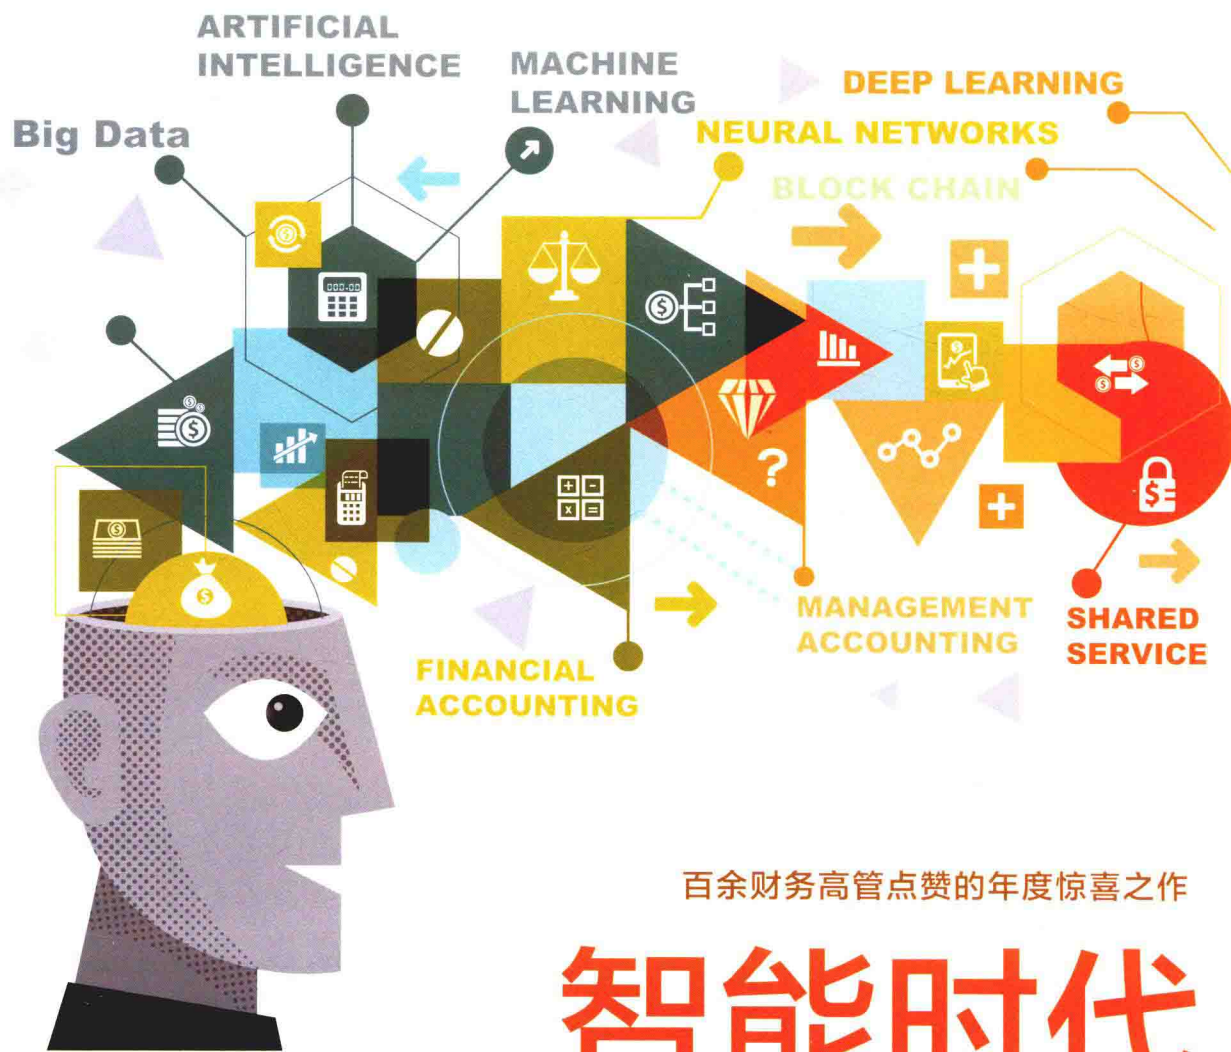 ARTIFICIAL
INTELLIGENCE
MACHINE
LEARNING
DEEP LEARNING
Big Data
NEURAL NETWORKS
BLOCK CHAIN
MANAGEMENT
ACCOUNTING
SHARED
SERVICE
FINANCIAL
ACCOUNTING
百余财务高管点赞的年度惊喜之作
智能时代